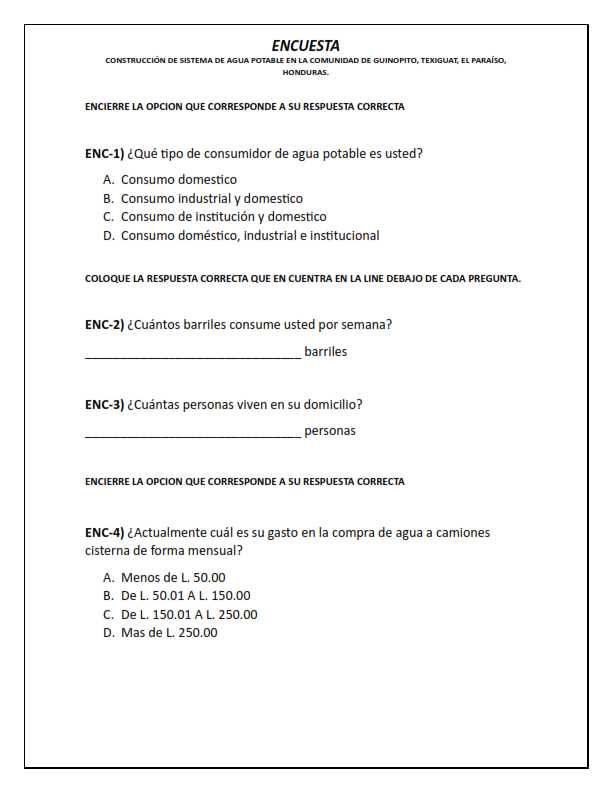 ENCUESTA
CONSTRUCCIÓN DE SISTEMA DE AGUA POTABLE EN LA COMUNIDAD DE GUINOPITO, TEXIGUAT, EL PARAÍSO,
HONDURAS.
ENCIERRE LA OPCION QUE CORRESPONDE A SU RESPUESTA CORRECTA
ENC-1) ¿Qué tipo de consumidor de agua potable es usted?
A. Consumo domestico
B. Consumo industrial y domestico
C. Consumo de institución y domestico
D. Consumo doméstico, industrial e institucional
COLOQUE LA RESPUESTA CORRECTA QUE EN CUENTRA EN LA LINE DEBAJO DE CADA PREGUNTA.
ENC-2) ¿Cuántos barriles consume usted por semana?
_______________________________ barriles
ENC-3) ¿Cuántas personas viven en su domicilio?
_______________________________ personas
ENCIERRE LA OPCION QUE CORRESPONDE A SU RESPUESTA CORRECTA
ENC-4) ¿Actualmente cuál es su gasto en la compra de agua a camiones
cisterna de forma mensual?
A. Menos de L. 50.00
B. De L. 50.01 A L. 150.00
C. De L. 150.01 A L. 250.00
D. Mas de L. 250.00